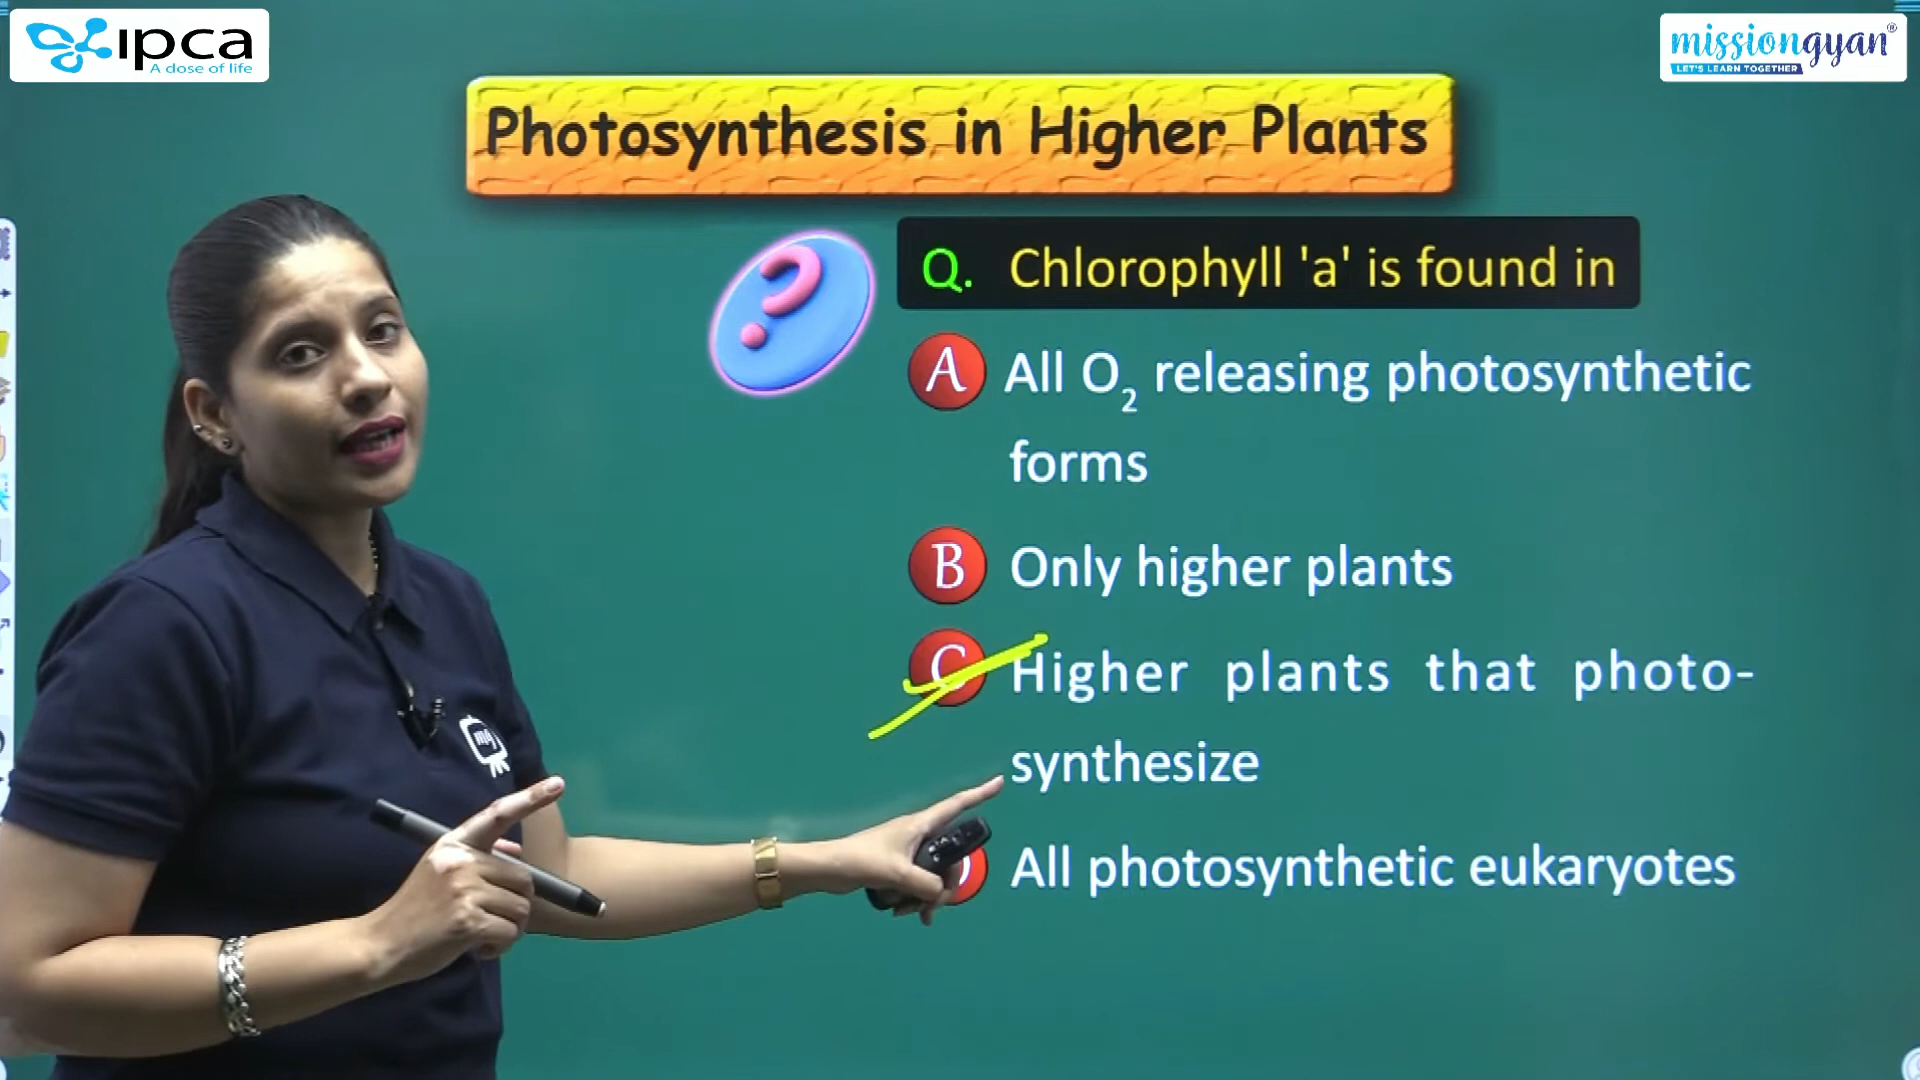 ipca
A dose of life
missiongyan®
LET'S LEARN TOGETHER
Photosynthesis in Higher Plants
Q. Chlorophyll 'a' is found in
A All O₂ releasing photosynthetic
forms
B Only higher plants
C Higher plants that photo-
synthesize
All photosynthetic eukaryotes